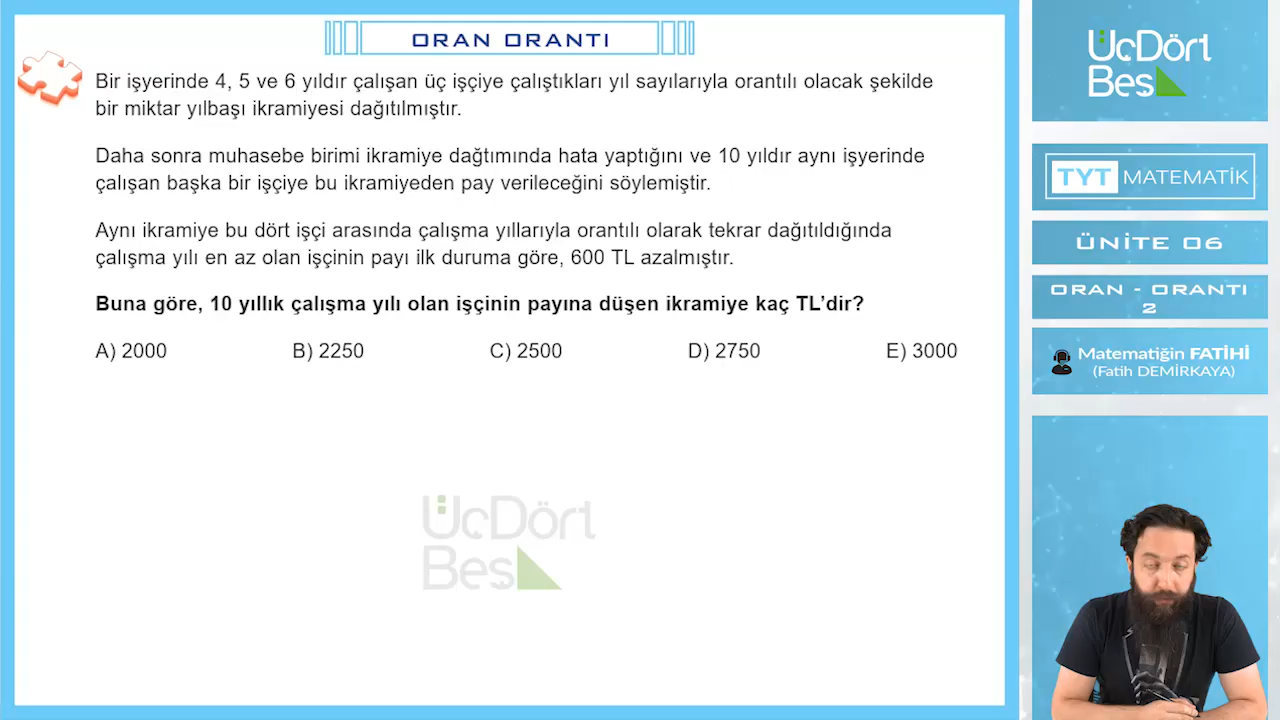 ORAN ORANTI
Bir işyerinde 4, 5 ve 6 yıldır çalışan üç işçiye çalıştıkları yıl sayılarıyla orantılı olacak şekilde
bir miktar yılbaşı ikramiyesi dağıtılmıştır.
Daha sonra muhasebe birimi ikramiye dağtımında hata yaptığını ve 10 yıldır aynı işyerinde
çalışan başka bir işçiye bu ikramiyeden pay verileceğini söylemiştir.
Aynı ikramiye bu dört işçi arasında çalışma yıllarıyla orantılı olarak tekrar dağıtıldığında
çalışma yılı en az olan işçinin payı ilk duruma göre, 600 TL azalmıştır.
Buna göre, 10 yıllık çalışma yılı olan işçinin payına düşen ikramiye kaç TL'dir?
A) 2000 B) 2250 C) 2500 D) 2750 E) 3000
ÜçDört
Beş
ÜçDört
Beş
TYT MATEMATİK
ÜNİTE 06
ORAN - ORANTI
2
Matematiğin FATİHİ
(Fatih DEMİRKAYA)